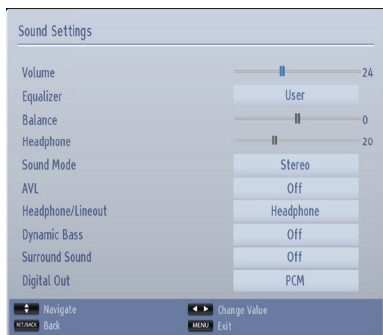 Sound Settings
Volume 24
Equalizer User
Balance 0
Headphone 20
Sound Mode Stereo
AVL Off
Headphone/Lineout Headphone
Dynamic Bass Off
Surround Sound Off
Digital Out PCM
Navigate Change Value
RET/BACK Back MENU Exit